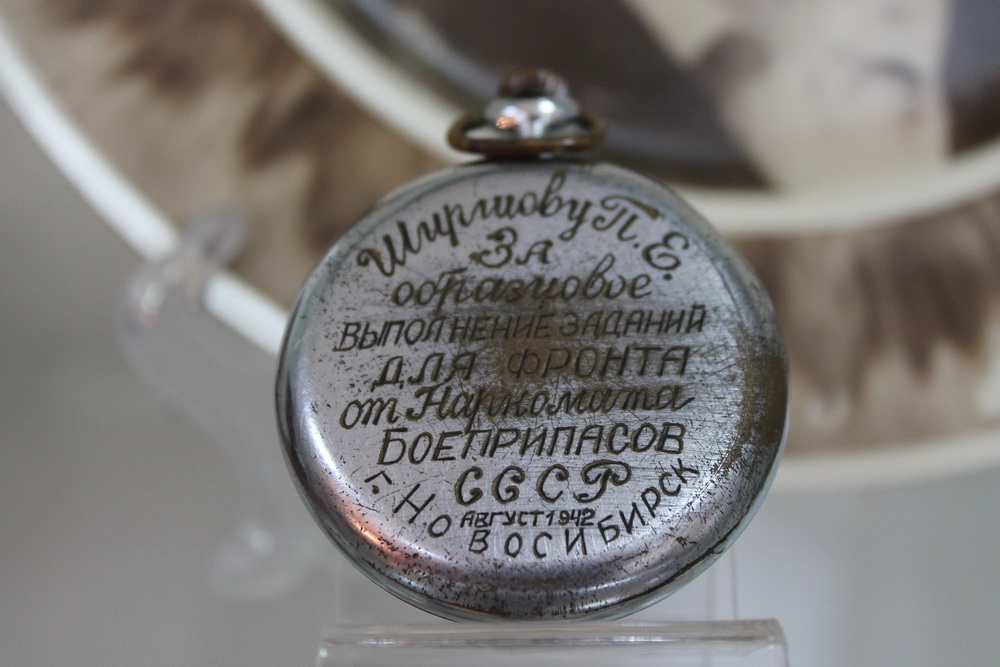 Ширшову П.Е.
ЗА
образцовое
ВЫПОЛНЕНИЕ ЗАДАНИЙ
ДЛЯ ФРОНТА
от Наркомата
БОЕПРИПАСОВ
СССР
АВГУСТ 1942
г. НОВОСИБИРСК